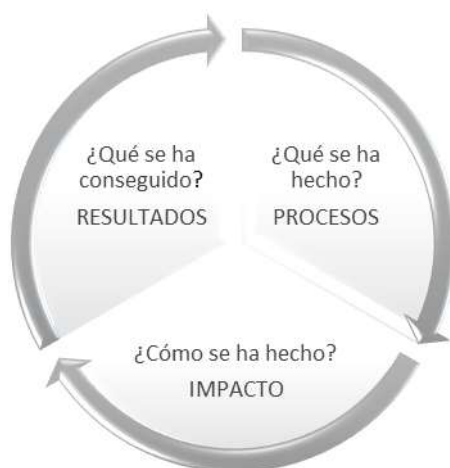 ¿Qué se ha
conseguido?
RESULTADOS
¿Qué se ha
hecho?
PROCESOS
¿Cómo se ha hecho?
IMPACTO